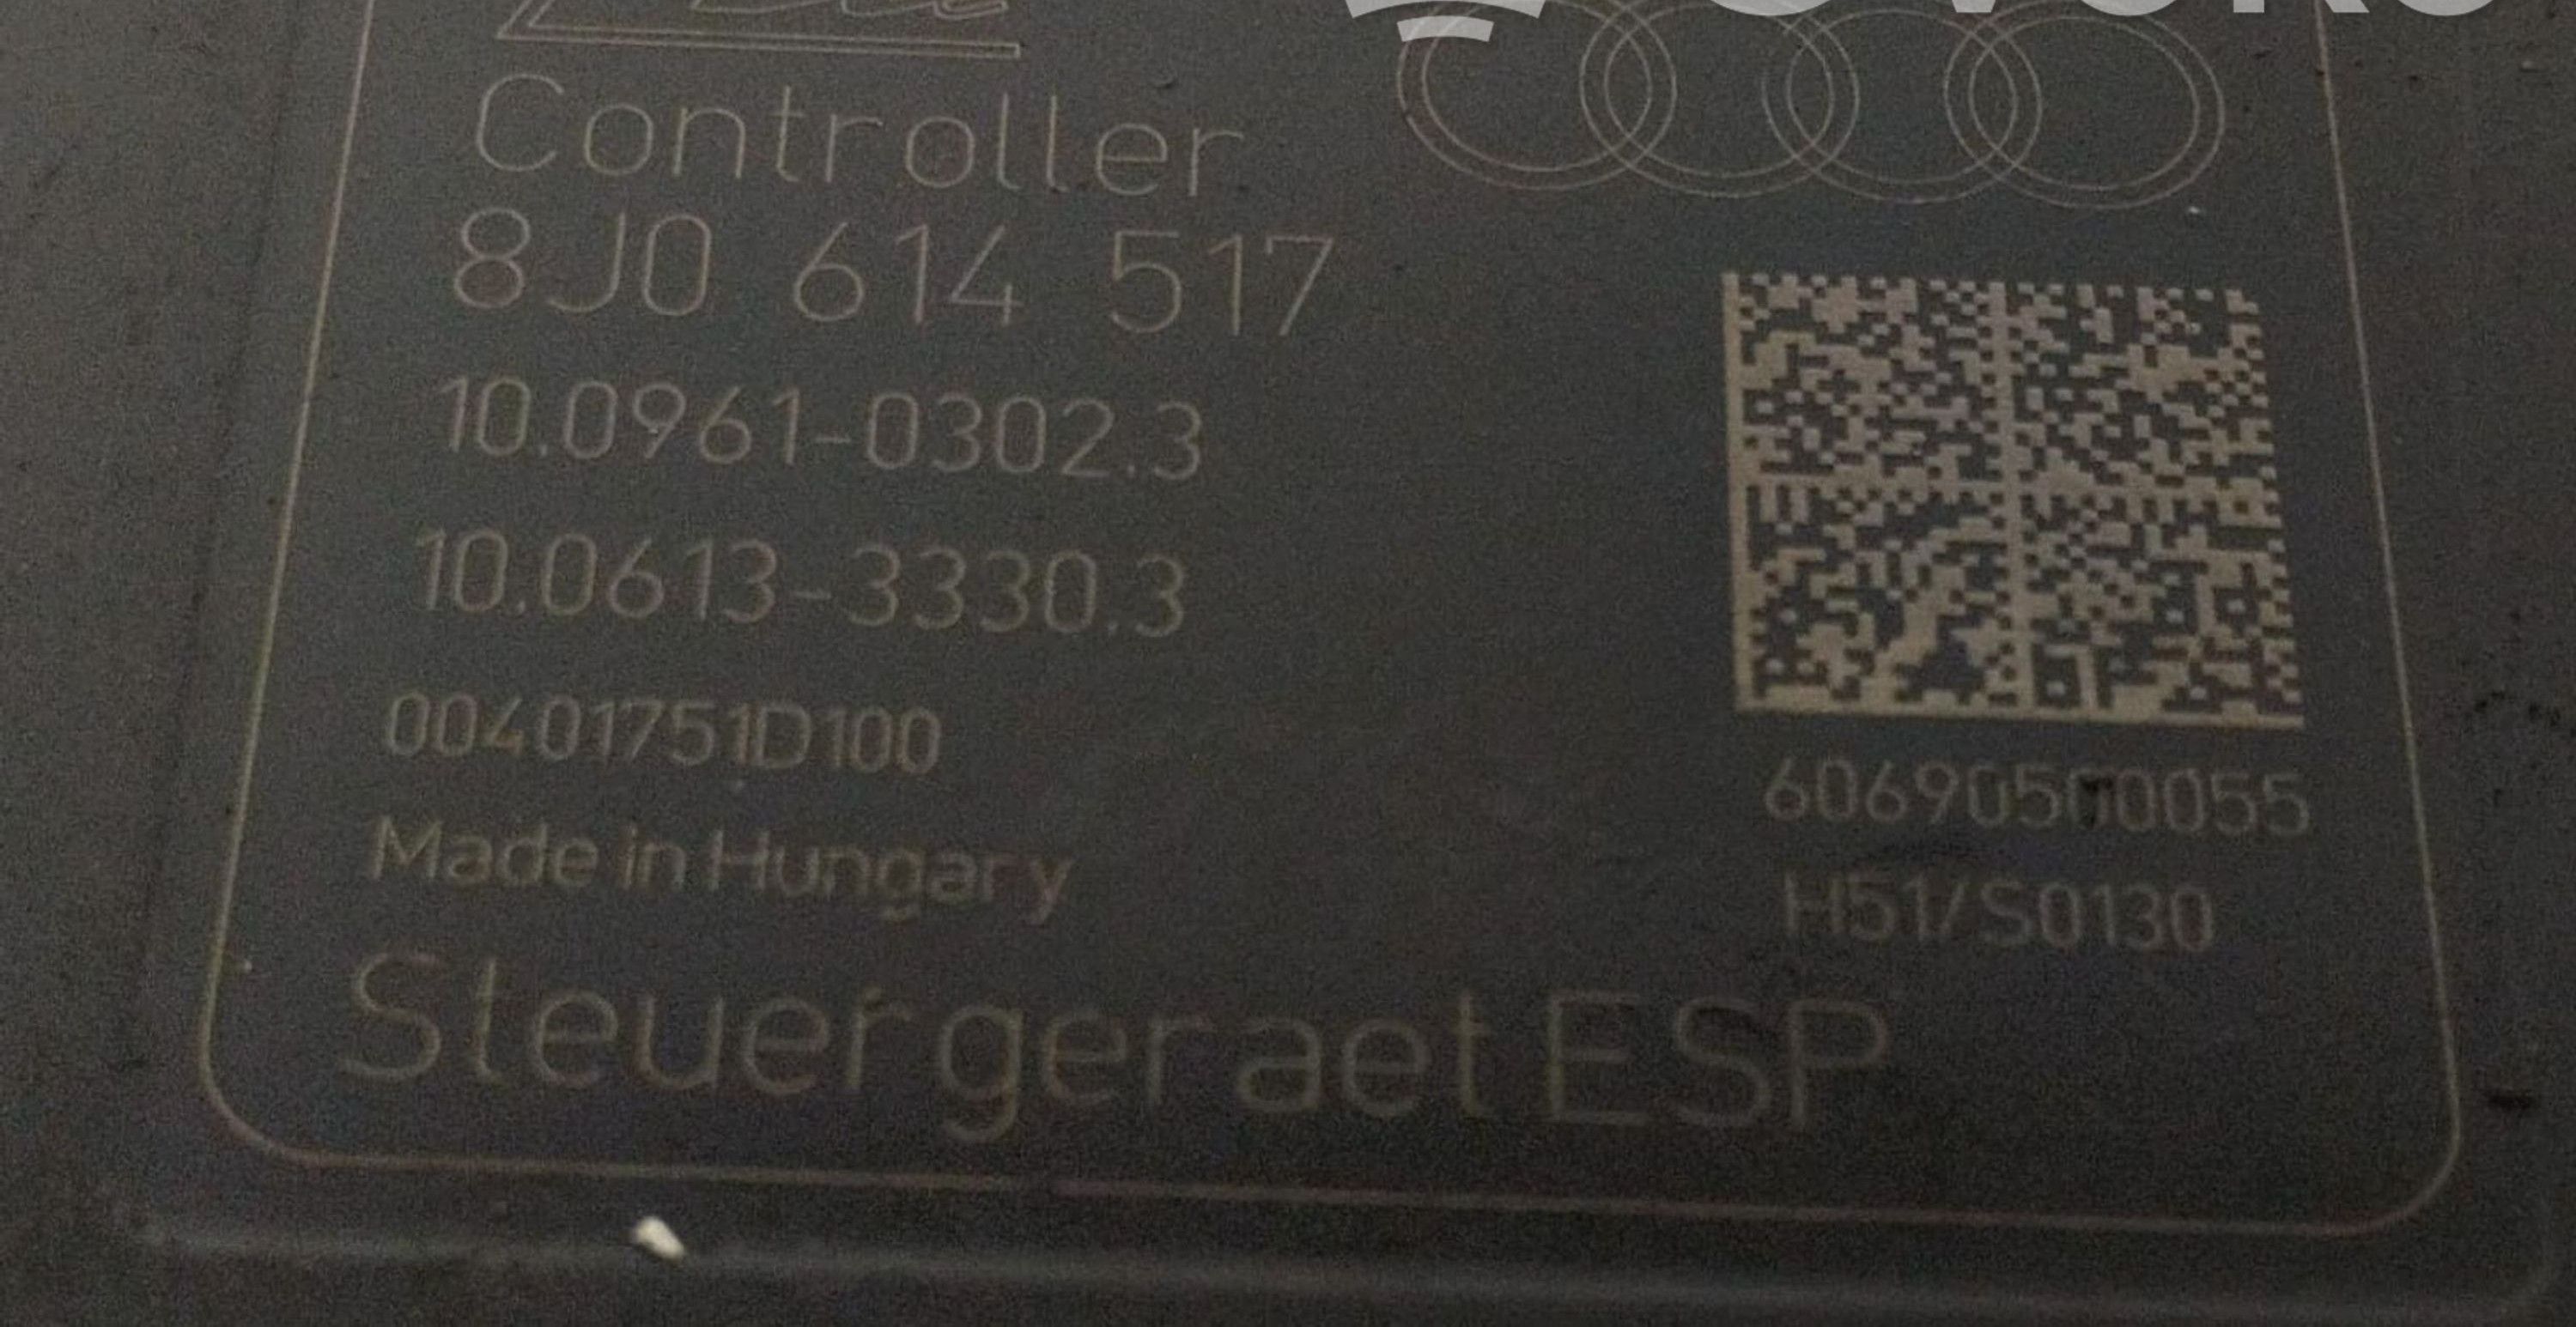 Controller
8J0 614 517
10.0961-0302.3
10.0613-3330.3
00401751D100
Made in Hungary
60690500055
H51/S0130
Steuergeraet ESP